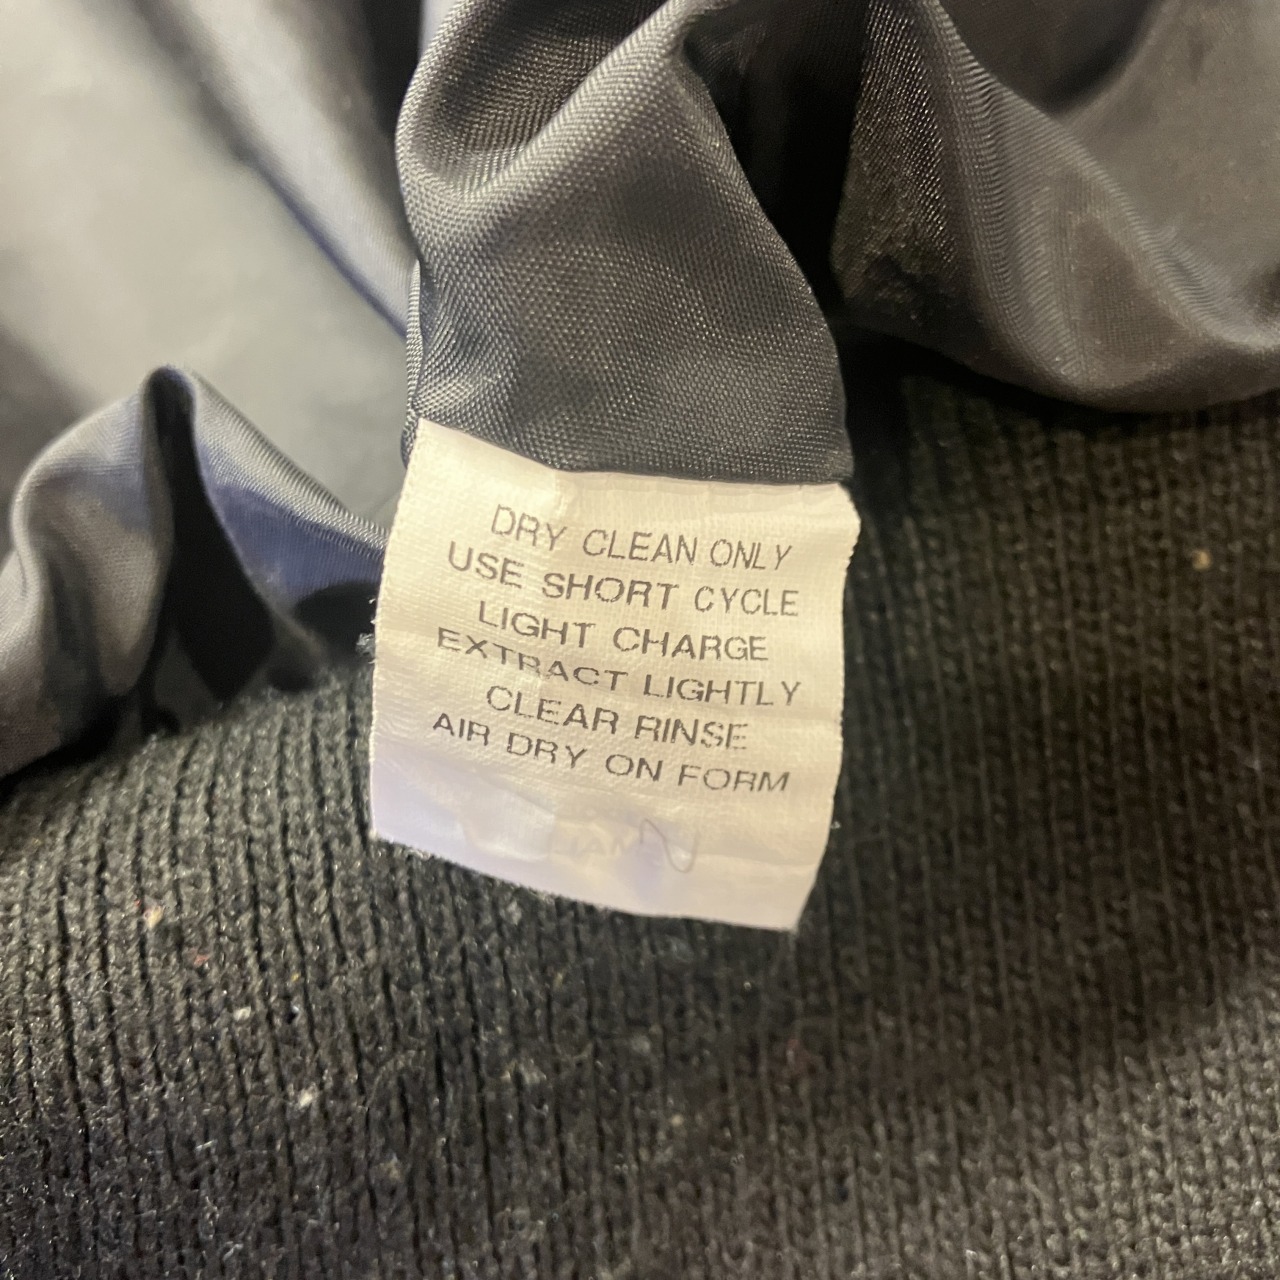 DRY CLEAN ONLY
USE SHORT CYCLE
LIGHT CHARGE
EXTRACT LIGHTLY
CLEAR RINSE
AIR DRY ON FORM